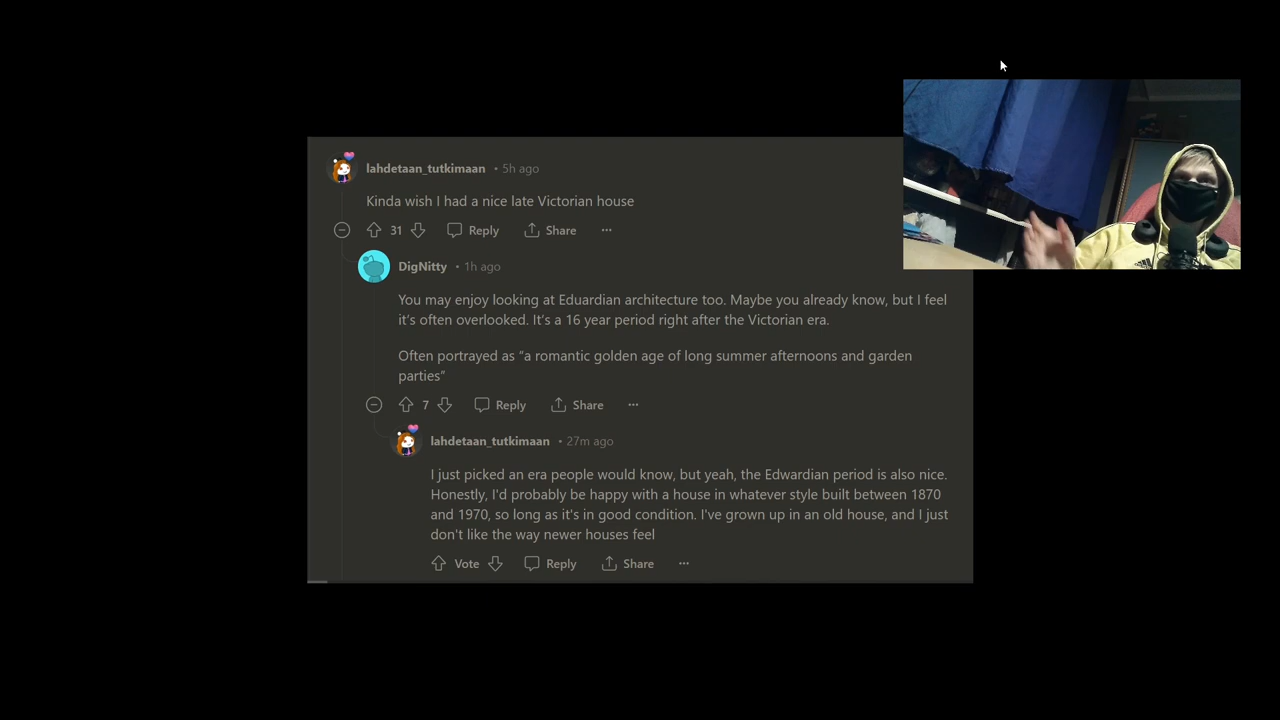 lahdetaan_tutkimaan • 5h ago
Kinda wish I had a nice late Victorian house
31 Reply Share ···
DigNitty • 1h ago
You may enjoy looking at Eduardian architecture too. Maybe you already know, but I feel
it’s often overlooked. It’s a 16 year period right after the Victorian era.
Often portrayed as “a romantic golden age of long summer afternoons and garden
parties”
7 Reply Share ···
lahdetaan_tutkimaan • 27m ago
I just picked an era people would know, but yeah, the Edwardian period is also nice.
Honestly, I'd probably be happy with a house in whatever style built between 1870
and 1970, so long as it's in good condition. I've grown up in an old house, and I just
don't like the way newer houses feel
Vote Reply Share ···